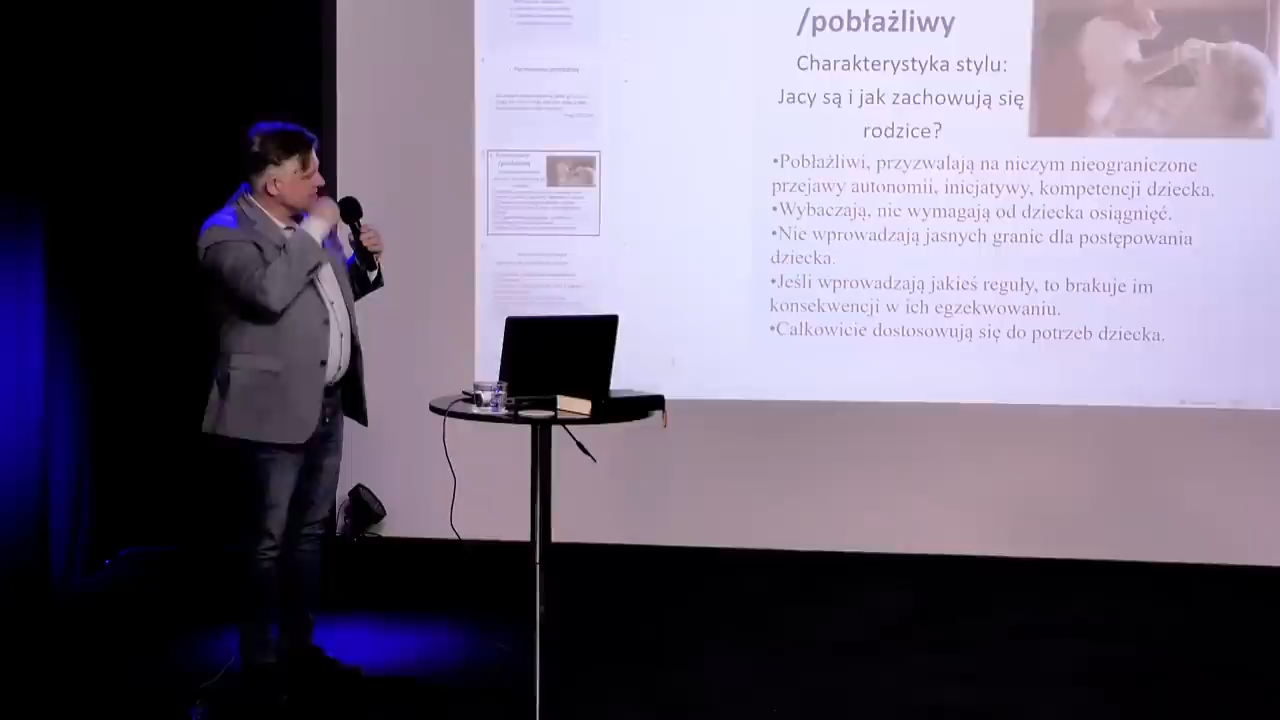 /pobłażliwy
Charakterystyka stylu:
Jacy są i jak zachowują się
rodzice?
•Pobłażliwi, przyzwalają na niczym nieograniczone
przejawy autonomii, inicjatywy, kompetencji dziecka.
•Wybaczają, nie wymagają od dziecka osiągnięć.
•Nie wprowadzają jasnych granic dla postępowania
dziecka.
•Jeśli wprowadzają jakieś reguły, to brakuje im
konsekwencji w ich egzekwowaniu.
•Całkowicie dostosowują się do potrzeb dziecka.